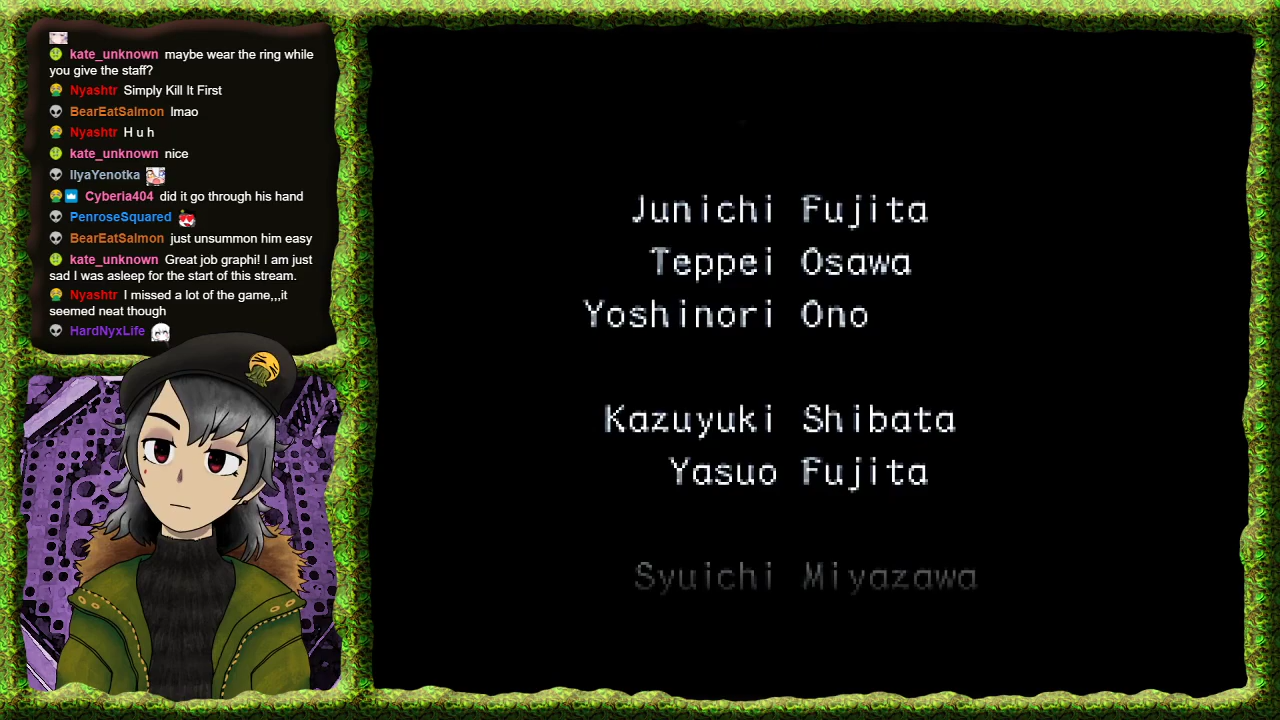 kate_unknown maybe wear the ring while
you give the staff?
Nyashtr Simply Kill It First
BearEatSalmon lmao
Nyashtr H u h
kate_unknown nice
IlyaYenotka
Cyberia404 did it go through his hand
PenroseSquared
BearEatSalmon just unsummon him easy
kate_unknown Great job graphi! I am just
sad I was asleep for the start of this stream.
Nyashtr I missed a lot of the game,,,it
seemed neat though
HardNyxLife
Junichi Fujita
Teppei Osawa
Yoshinori Ono
Kazuyuki Shibata
Yasuo Fujita
Syuichi Miyazawa